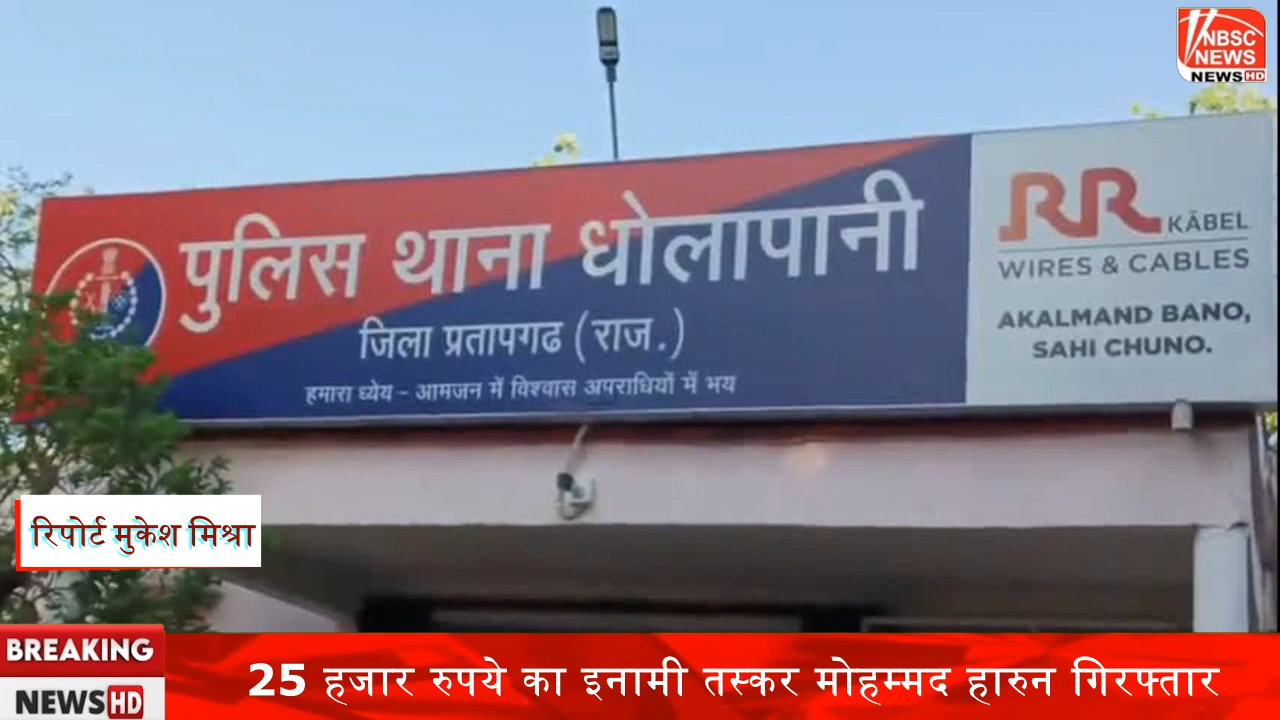 NBSC
NEWS
NEWS HD
पुलिस थाना धोलापानी
जिला प्रतापगढ (राज.)
हमारा ध्येय - आमजन में विश्वास अपराधियों में भय
RR KÄBEL
WIRES & CABLES
AKALMAND BANO,
SAHI CHUNO.
रिपोर्ट मुकेश मिश्रा
BREAKING
NEWS HD
25 हजार रुपये का इनामी तस्कर मोहम्मद हारुन गिरफ्तार